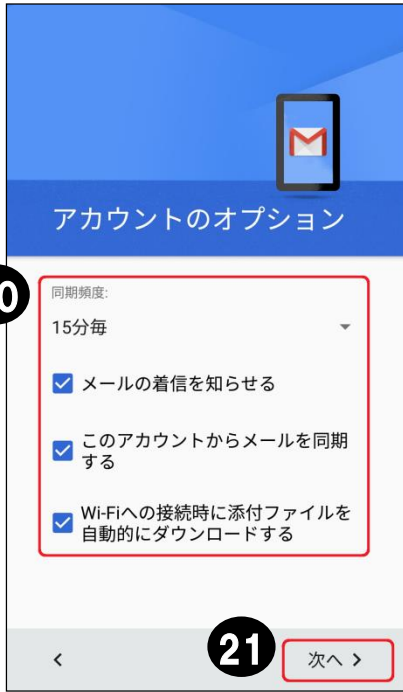 アカウントのオプション
同期頻度:
15分毎
メールの着信を知らせる
このアカウントからメールを同期
する
Wi-Fiへの接続時に添付ファイルを
自動的にダウンロードする
21
次へ